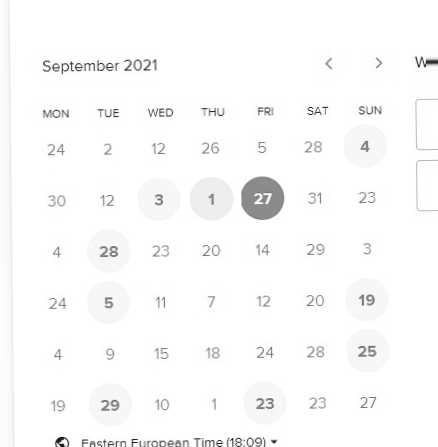 September 2021
MON TUE WED THU FRI SAT SUN
24 2 12 26 5 28 4
30 12 3 1 27 31 23
4 28 23 20 14 29 3
24 5 11 7 12 20 19
4 9 15 18 24 28 25
19 29 10 1 23 23 27
Eastern European Time (18:09)